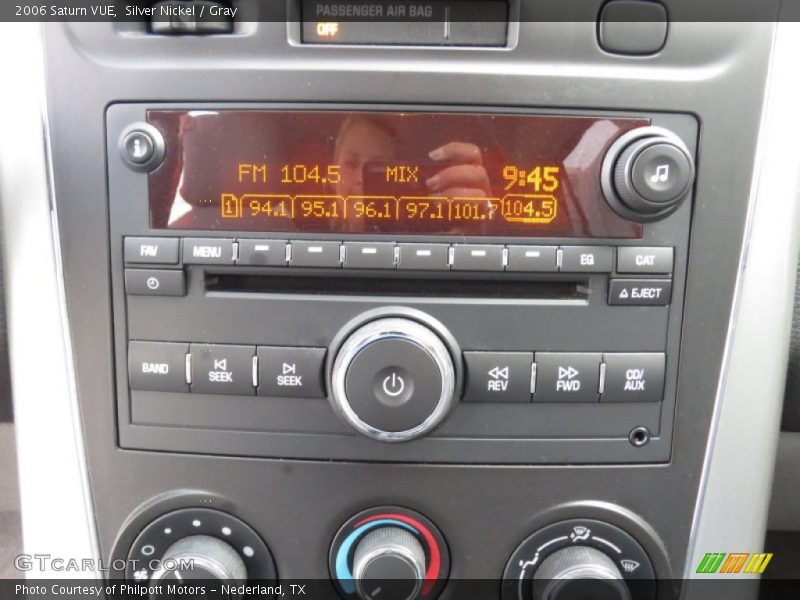 2006 Saturn VUE, Silver Nickel / Gray
PASSENGER AIR BAG
OFF
FM 104.5 MIX 9:45
1 94.1 95.1 96.1 97.1 101.7 104.5
FAV MENU EQ CAT
EJECT
BAND SEEK SEEK REV FWD CD/AUX
GTCARLOT.COM
Photo Courtesy of Philpott Motors - Nederland, TX